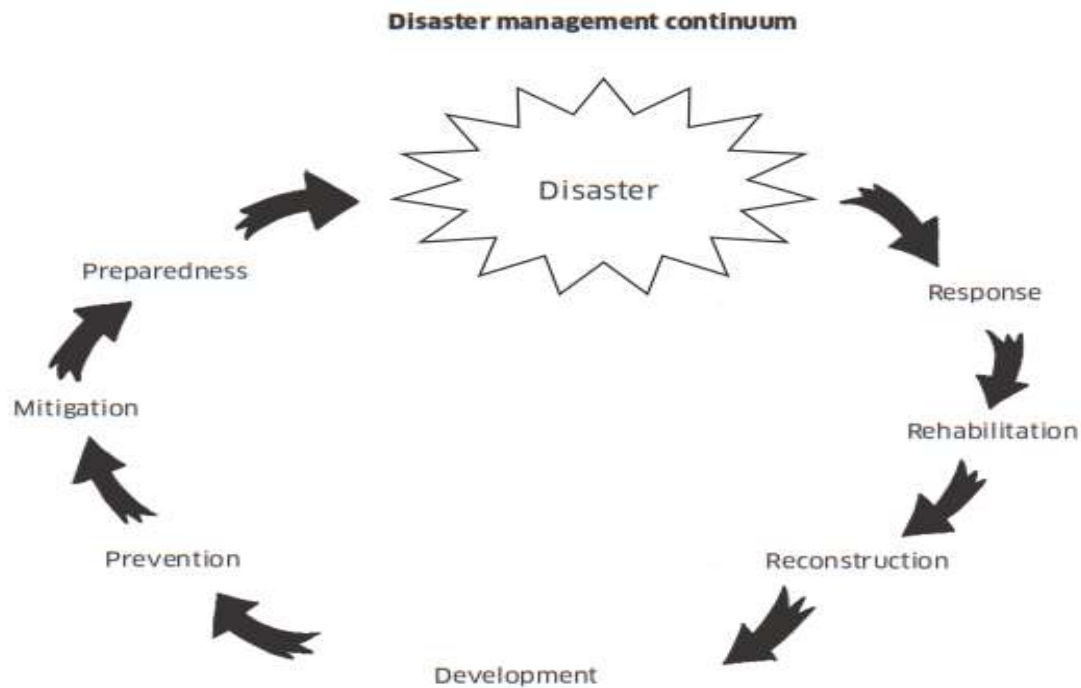 Disaster management continuum
Disaster
Preparedness
Response
Mitigation
Rehabilitation
Prevention
Reconstruction
Development